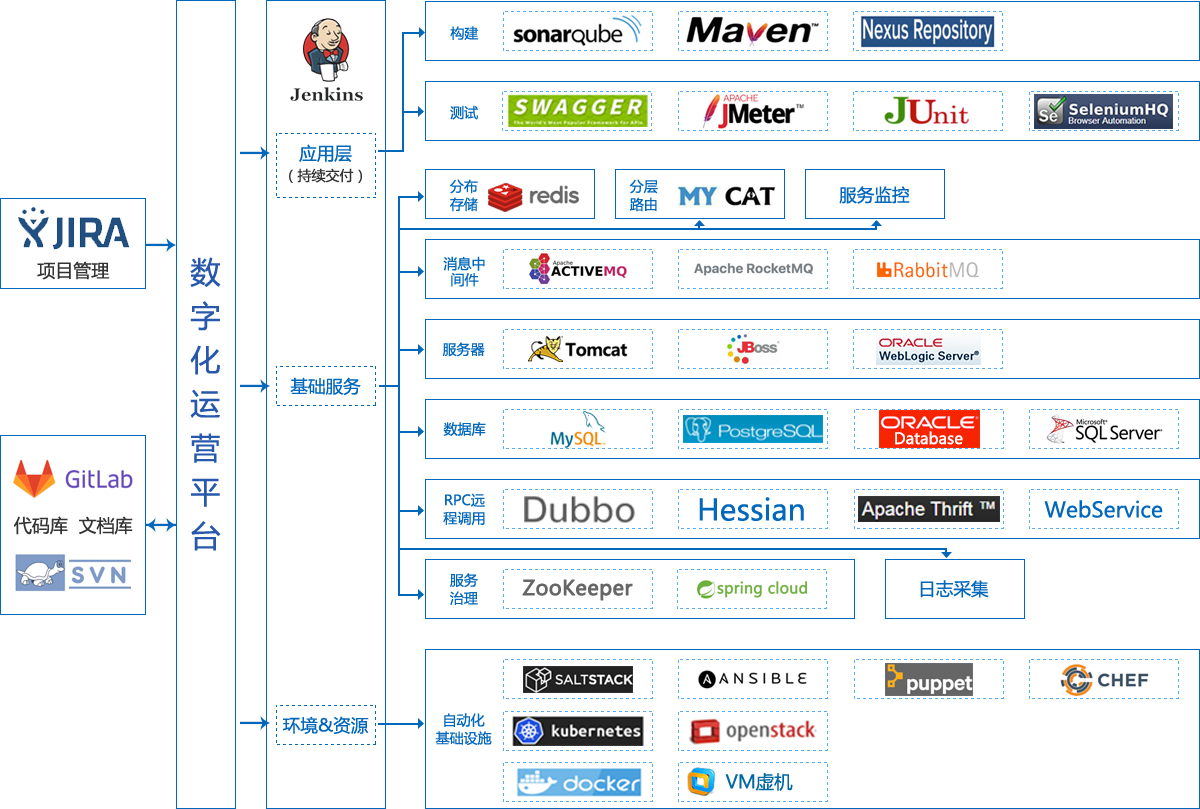 JIRA
项目管理
GitLab
代码库 文档库
SVN
数字化运营平台
Jenkins
应用层
（持续交付）
基础服务
环境&资源
构建
sonarqube
Maven™
Nexus Repository
测试
SWAGGER
The World's Most Popular Framework for APIs.
APACHE
JMeter™
JUnit
Se
SeleniumHQ
Browser Automation
分布
存储
redis
分层
路由
MY CAT
服务监控
消息中
间件
Apache
ACTIVEMQ
Apache RocketMQ
RabbitMQ
服务器
Tomcat
JBoss
ORACLE
WebLogic Server®
数据库
MySQL
PostgreSQL
ORACLE
Database
Microsoft®
SQL Server
RPC远
程调用
Dubbo
Hessian
Apache Thrift ™
WebService
服务
治理
ZooKeeper
spring cloud
日志采集
自动化
基础设施
SALTSTACK
ANSIBLE
puppet
CHEF
kubernetes
openstack
docker
VM虚机